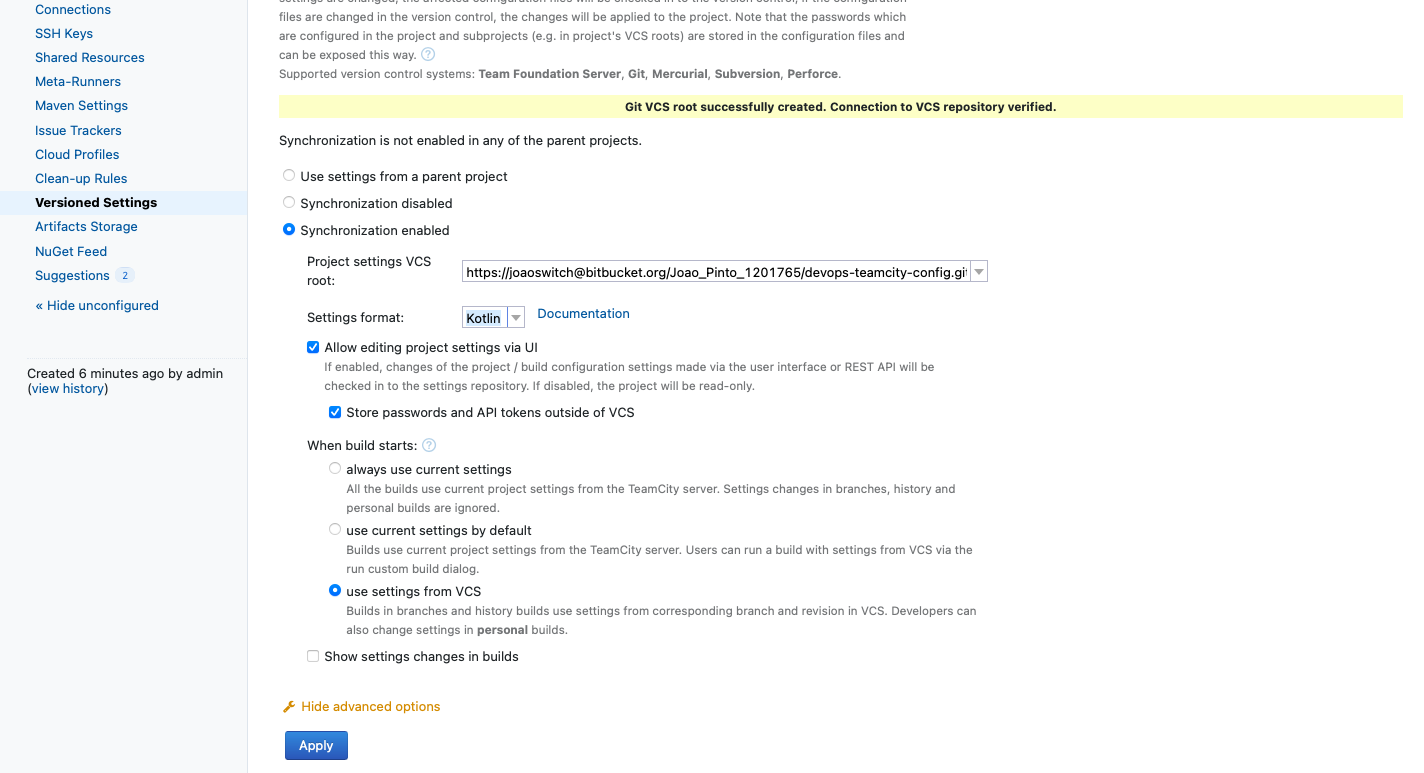 Connections
SSH Keys
Shared Resources
Meta-Runners
Maven Settings
Issue Trackers
Cloud Profiles
Clean-up Rules
Versioned Settings
Artifacts Storage
NuGet Feed
Suggestions 2
« Hide unconfigured
Created 6 minutes ago by admin
(view history)
files are changed in the version control, the changes will be applied to the project. Note that the passwords which
are configured in the project and subprojects (e.g. in project's VCS roots) are stored in the configuration files and
can be exposed this way. ?
Supported version control systems: Team Foundation Server, Git, Mercurial, Subversion, Perforce.
Git VCS root successfully created. Connection to VCS repository verified.
Synchronization is not enabled in any of the parent projects.
Use settings from a parent project
Synchronization disabled
Synchronization enabled
Project settings VCS
root:
https://joaoswitch@bitbucket.org/Joao_Pinto_1201765/devops-teamcity-config.gi
Settings format:
Kotlin
Documentation
Allow editing project settings via UI
If enabled, changes of the project / build configuration settings made via the user interface or REST API will be
checked in to the settings repository. If disabled, the project will be read-only.
Store passwords and API tokens outside of VCS
When build starts: ?
always use current settings
All the builds use current project settings from the TeamCity server. Settings changes in branches, history and
personal builds are ignored.
use current settings by default
Builds use current project settings from the TeamCity server. Users can run a build with settings from VCS via the
run custom build dialog.
use settings from VCS
Builds in branches and history builds use settings from corresponding branch and revision in VCS. Developers can
also change settings in personal builds.
Show settings changes in builds
Hide advanced options
Apply